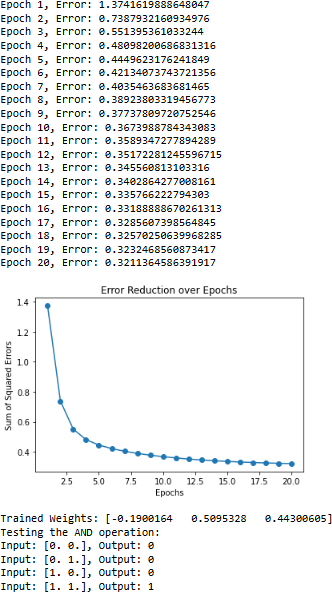 Epoch 1, Error: 1.3741619888648047
Epoch 2, Error: 0.7387932160934976
Epoch 3, Error: 0.551395361033244
Epoch 4, Error: 0.48098200686831316
Epoch 5, Error: 0.4449623176241849
Epoch 6, Error: 0.42134073743721356
Epoch 7, Error: 0.4035463683681465
Epoch 8, Error: 0.38923803319456773
Epoch 9, Error: 0.37737809720752546
Epoch 10, Error: 0.3673988784343083
Epoch 11, Error: 0.3589347277894289
Epoch 12, Error: 0.35172281245596715
Epoch 13, Error: 0.345560813103316
Epoch 14, Error: 0.3402864277008161
Epoch 15, Error: 0.335766222794303
Epoch 16, Error: 0.33188888670261313
Epoch 17, Error: 0.3285607398564845
Epoch 18, Error: 0.32570250639968285
Epoch 19, Error: 0.3232468560873417
Epoch 20, Error: 0.3211364586391917
Error Reduction over Epochs
Sum of Squared Errors
1.4
1.2
1.0
0.8
0.6
0.4
2.5 5.0 7.5 10.0 12.5 15.0 17.5 20.0
Epochs
Trained Weights: [-0.1900164 0.5095328 0.44300605]
Testing the AND operation:
Input: [0. 0.], Output: 0
Input: [0. 1.], Output: 0
Input: [1. 0.], Output: 0
Input: [1. 1.], Output: 1